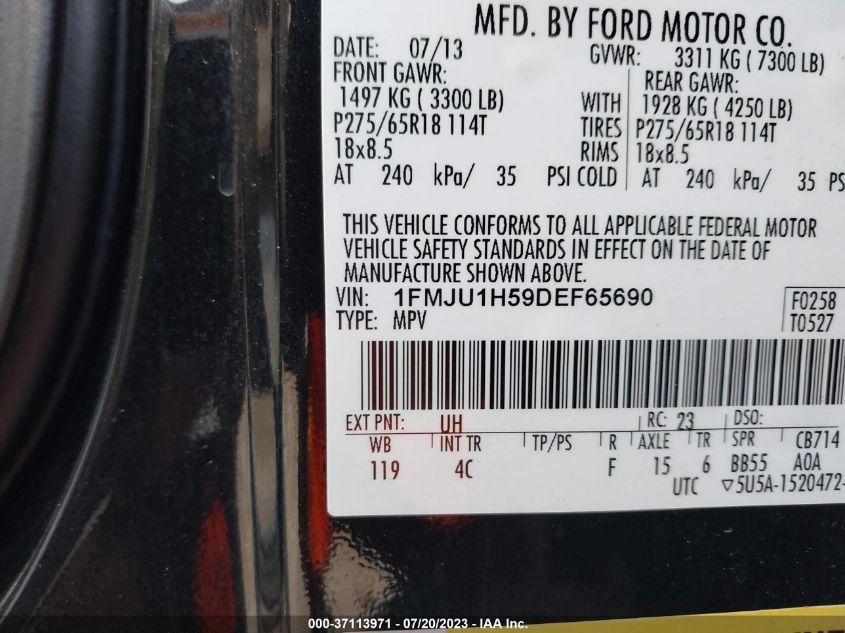 MFD. BY FORD MOTOR CO.
DATE: 07/13 GVWR: 3311 KG ( 7300 LB)
FRONT GAWR: REAR GAWR:
1497 KG ( 3300 LB) WITH 1928 KG ( 4250 LB)
P275/65R18 114T TIRES P275/65R18 114T
18x8.5 RIMS 18x8.5
AT 240 kPa/ 35 PSI COLD AT 240 kPa/ 35 PS
THIS VEHICLE CONFORMS TO ALL APPLICABLE FEDERAL MOTOR
VEHICLE SAFETY STANDARDS IN EFFECT ON THE DATE OF
MANUFACTURE SHOWN ABOVE.
VIN: 1FMJU1H59DEF65690 F0258
TYPE: MPV T0527
EXT PNT: UH RC: 23 DSO:
WB INT TR TP/PS R AXLE TR SPR CB714
119 4C F 15 6 BB55 A0A
UTC ▽5U5A-1520472-
000-37113971 / 07/20/2023 - IAA Inc.